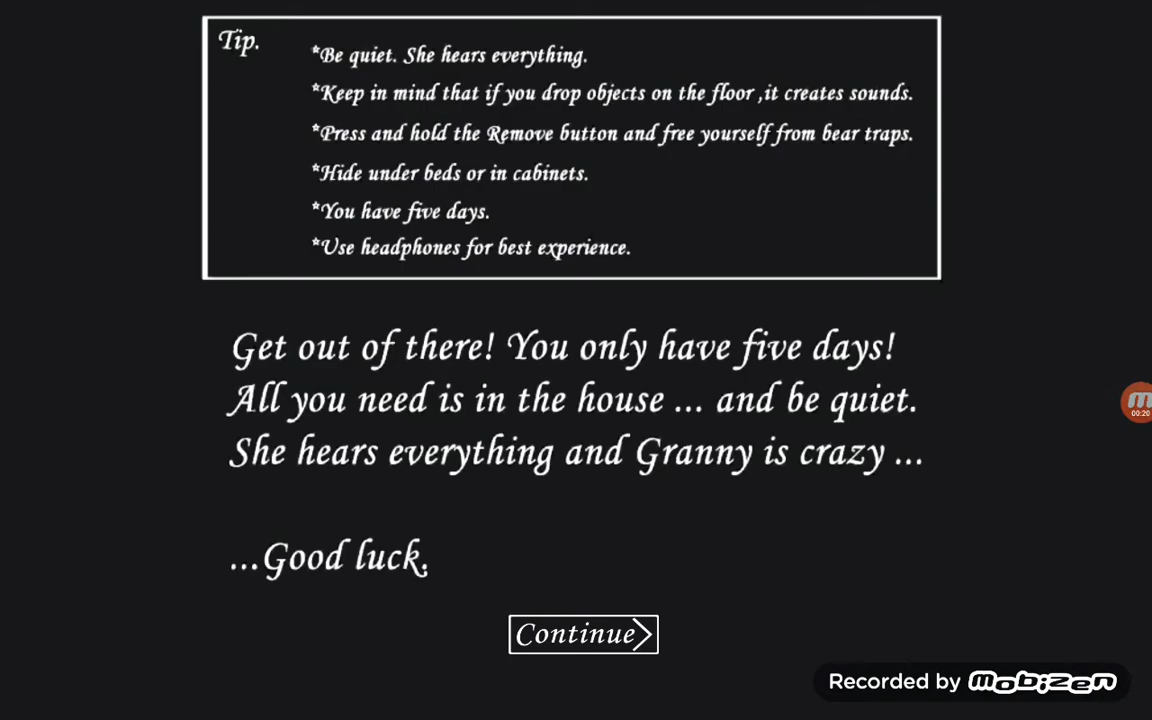 Tip.
*Be quiet. She hears everything.
*Keep in mind that if you drop objects on the floor ,it creates sounds.
*Press and hold the Remove button and free yourself from bear traps.
*Hide under beds or in cabinets.
*You have five days.
*Use headphones for best experience.
Get out of there! You only have five days!
All you need is in the house ... and be quiet.
She hears everything and Granny is crazy ...
...Good luck.
Continue
00:20
Recorded by mobizen